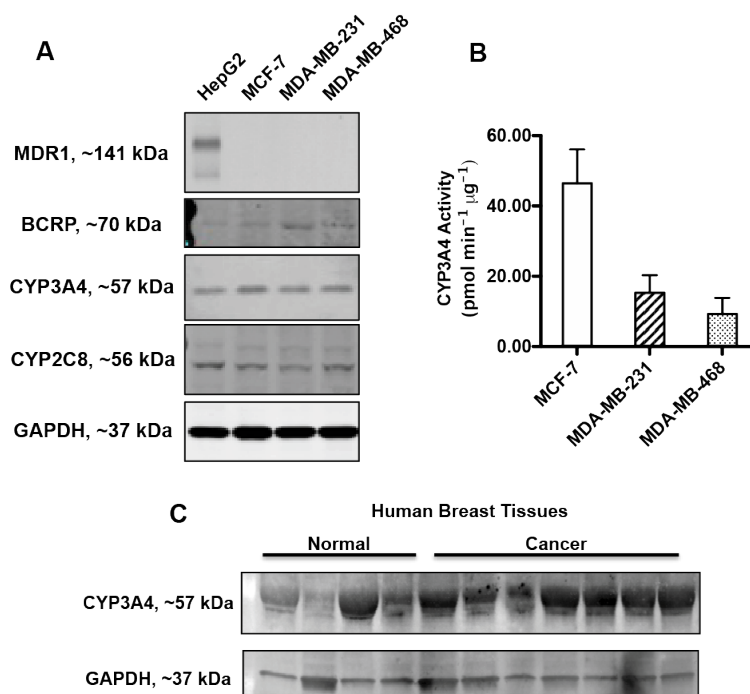 A
HepG2
MCF-7
MDA-MB-231
MDA-MB-468
MDR1, ~141 kDa
BCRP, ~70 kDa
CYP3A4, ~57 kDa
CYP2C8, ~56 kDa
GAPDH, ~37 kDa
B
CYP3A4 Activity
(pmol min⁻¹ µg⁻¹)
60.00
40.00
20.00
0.00
MCF-7
MDA-MB-231
MDA-MB-468
C
Human Breast Tissues
Normal
Cancer
CYP3A4, ~57 kDa
GAPDH, ~37 kDa